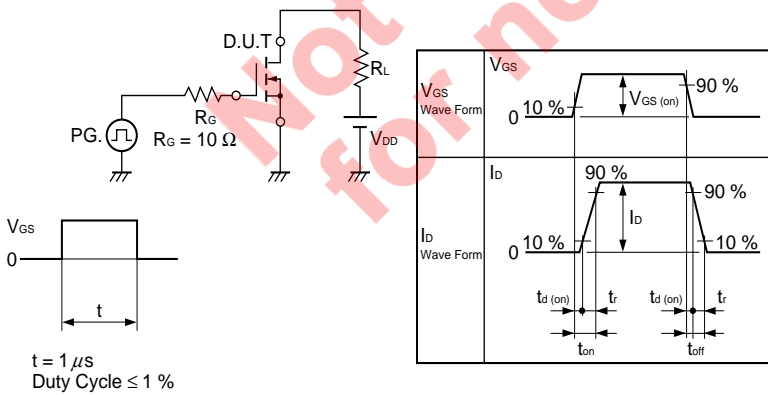 Not
for n
D.U.T
RL
RG
PG.
RG = 10 Ω
VDD
VGS
0
t
t = 1 μs
Duty Cycle ≤ 1 %
VGS
Wave Form
VGS
10 %
0
VGS (on)
90 %
ID
Wave Form
ID
90 %
0
10 %
ID
90 %
10 %
td (on)
tr
td (on)
tr
ton
toff